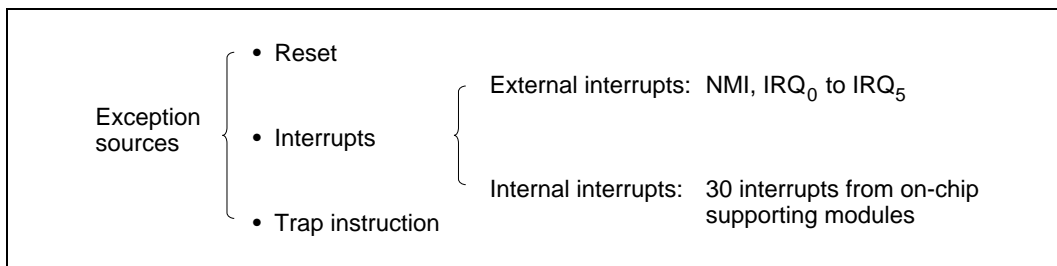 • Reset
External interrupts: NMI, IRQ0 to IRQ5
Exception
sources
• Interrupts
Internal interrupts: 30 interrupts from on-chip
supporting modules
• Trap instruction